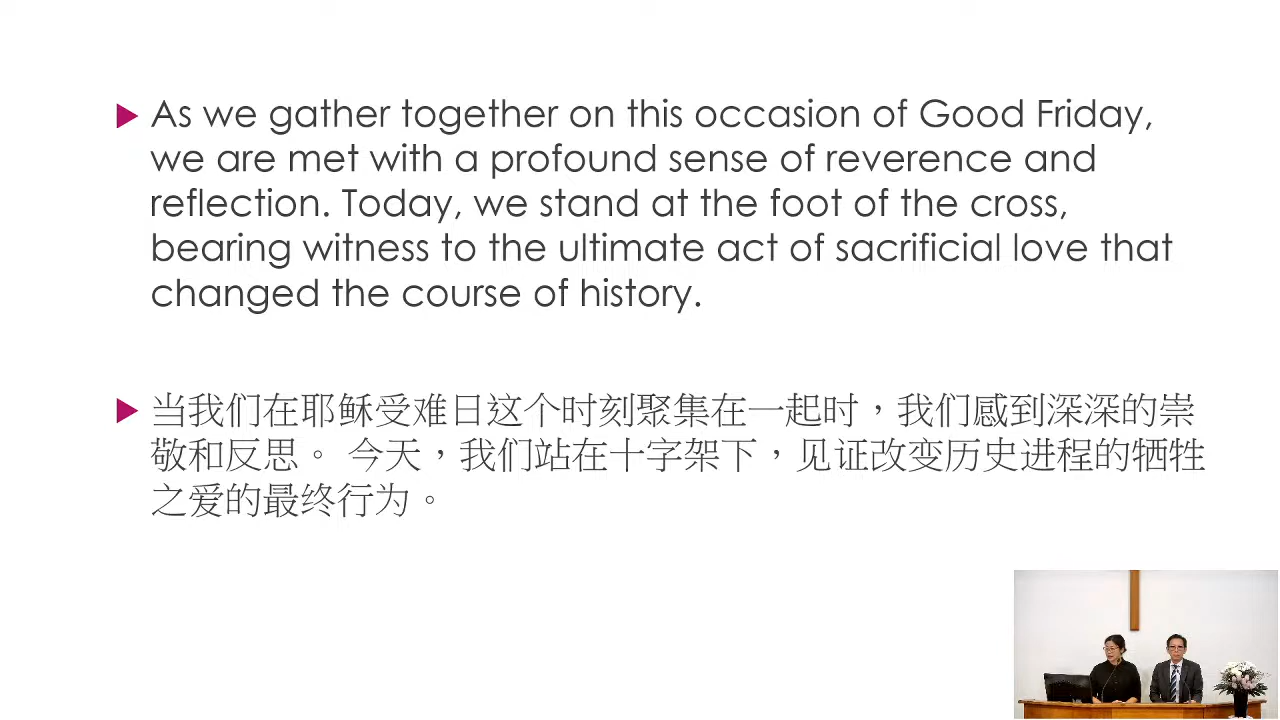 As we gather together on this occasion of Good Friday,
we are met with a profound sense of reverence and
reflection. Today, we stand at the foot of the cross,
bearing witness to the ultimate act of sacrificial love that
changed the course of history.
当我们在耶稣受难日这个时刻聚集在一起时，我们感到深深的崇
敬和反思。 今天，我们站在十字架下，见证改变历史进程的牺牲
之爱的最终行为。